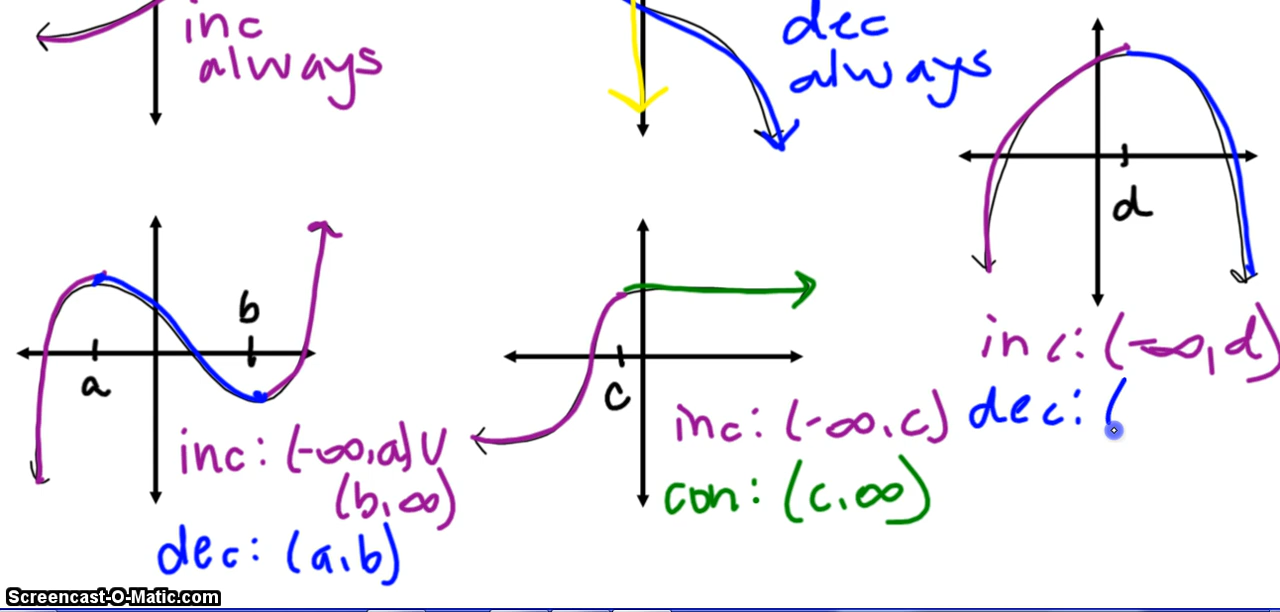 inc
always
dec
always
d
b
a
c
inc: (-∞,a) ∪
(b,∞)
dec: (a,b)
inc: (-∞,c)
con: (c,∞)
inc: (-∞,d)
dec: (
Screencast-O-Matic.com